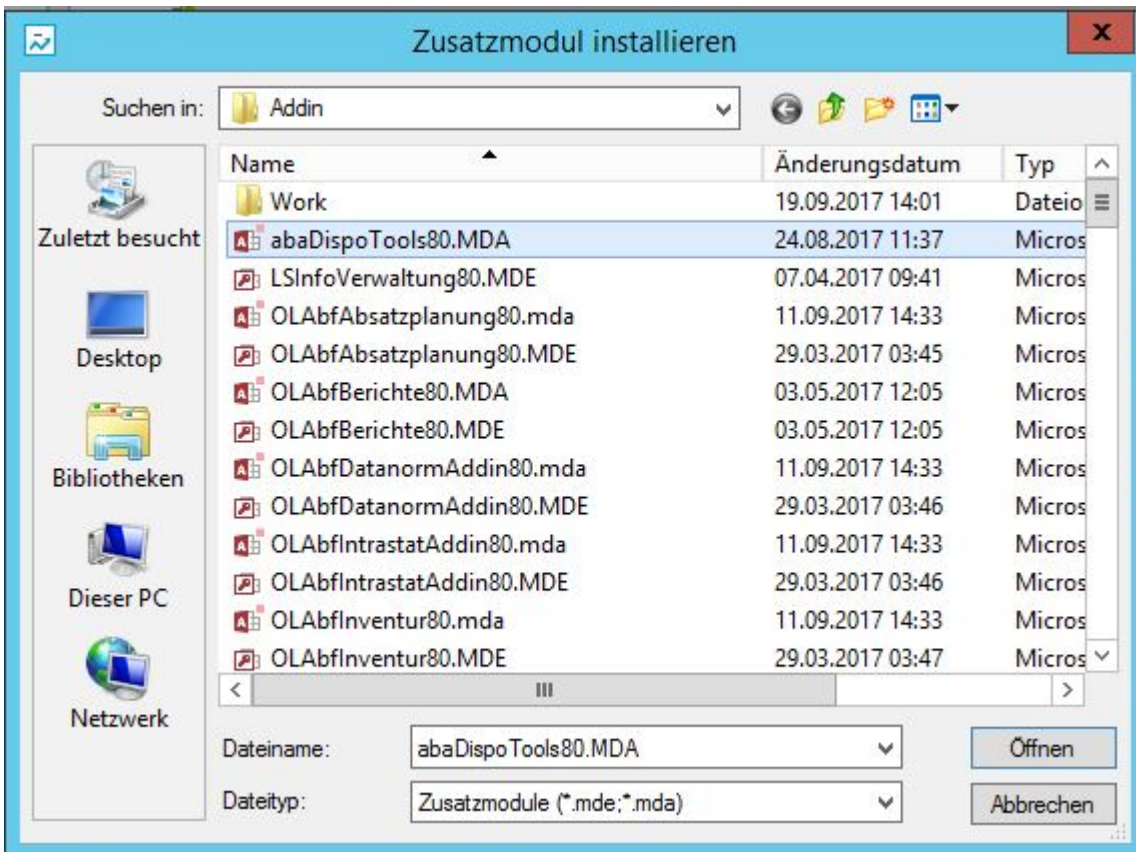 Zusatzmodul installieren
Suchen in: Addin
Name Änderungsdatum Typ
Work 19.09.2017 14:01 Dateio
abaDispoTools80.MDA 24.08.2017 11:37 Micros
LSInfoVerwaltung80.MDE 07.04.2017 09:41 Micros
OLAbfAbsatzplanung80.mda 11.09.2017 14:33 Micros
OLAbfAbsatzplanung80.MDE 29.03.2017 03:45 Micros
OLAbfBerichte80.MDA 03.05.2017 12:05 Micros
OLAbfBerichte80.MDE 03.05.2017 12:05 Micros
OLAbfDatanormAddin80.mda 11.09.2017 14:33 Micros
OLAbfDatanormAddin80.MDE 29.03.2017 03:46 Micros
OLAbfIntrastatAddin80.mda 11.09.2017 14:33 Micros
OLAbfIntrastatAddin80.MDE 29.03.2017 03:46 Micros
OLAbfInventur80.mda 11.09.2017 14:33 Micros
OLAbfInventur80.MDE 29.03.2017 03:47 Micros
Zuletzt besucht
Desktop
Bibliotheken
Dieser PC
Netzwerk
Dateiname: abaDispoTools80.MDA Öffnen
Dateityp: Zusatzmodule (*.mde;*.mda) Abbrechen